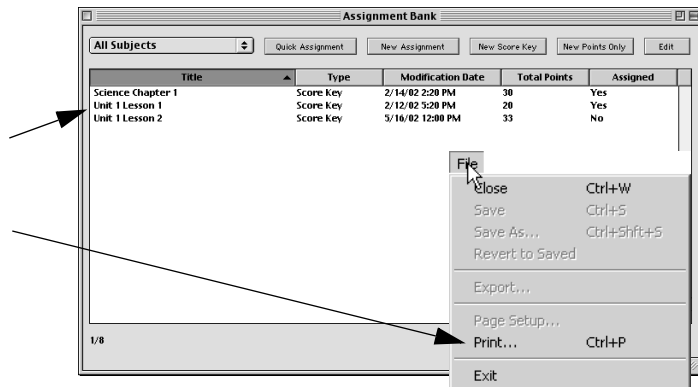 Assignment Bank
All Subjects Quick Assignment New Assignment New Score Key New Points Only Edit
Title Type Modification Date Total Points Assigned
Science Chapter 1 Score Key 2/14/02 2:20 PM 30 Yes
Unit 1 Lesson 1 Score Key 2/12/02 5:20 PM 20 Yes
Unit 1 Lesson 2 Score Key 5/16/02 12:00 PM 33 No
1/8
File
Close Ctrl+W
Save Ctrl+S
Save As... Ctrl+Shft+S
Revert to Saved
Export...
Page Setup...
Print... Ctrl+P
Exit